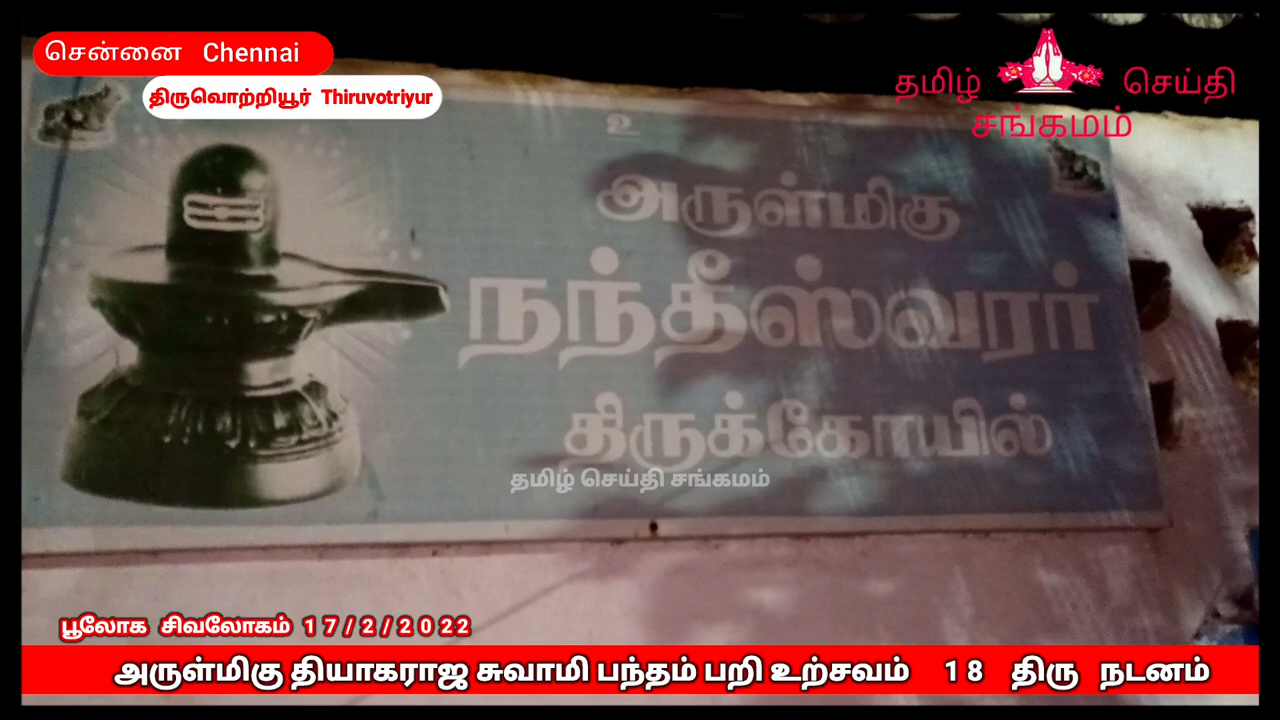 சென்னை Chennai
திருவொற்றியூர் Thiruvotriyur
தமிழ் செய்தி
சங்கமம்
உ
அருள்மிகு
நந்தீஸ்வரர்
திருக்கோயில்
தமிழ் செய்தி சங்கமம்
பூலோக சிவலோகம் 17/2/2022
அருள்மிகு தியாகராஜ சுவாமி பந்தம் பறி உற்சவம் 18 திரு நடனம்